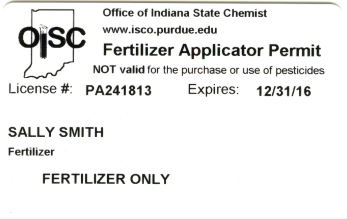 Office of Indiana State Chemist
OISC
www.isco.purdue.edu
Fertilizer Applicator Permit
NOT valid for the purchase or use of pesticides
License #: PA241813 Expires: 12/31/16
SALLY SMITH
Fertilizer
FERTILIZER ONLY